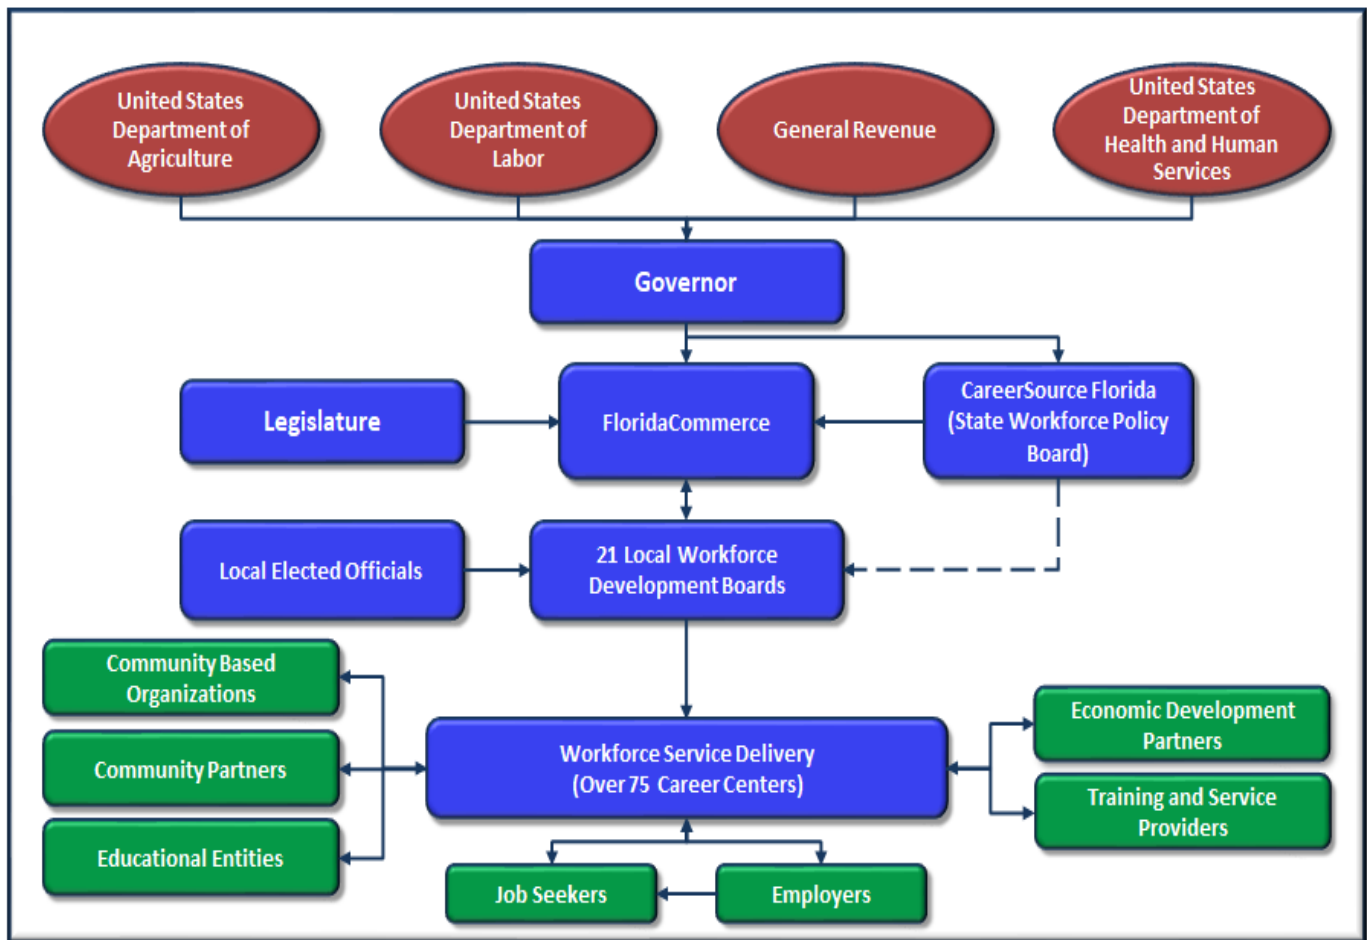 United States
Department of
Agriculture
United States
Department of
Labor
General Revenue
United States
Department of
Health and Human
Services
Governor
Legislature
FloridaCommerce
CareerSource Florida
(State Workforce Policy
Board)
Local Elected Officials
21 Local Workforce
Development Boards
Community Based
Organizations
Community Partners
Educational Entities
Workforce Service Delivery
(Over 75 Career Centers)
Economic Development
Partners
Training and Service
Providers
Job Seekers
Employers